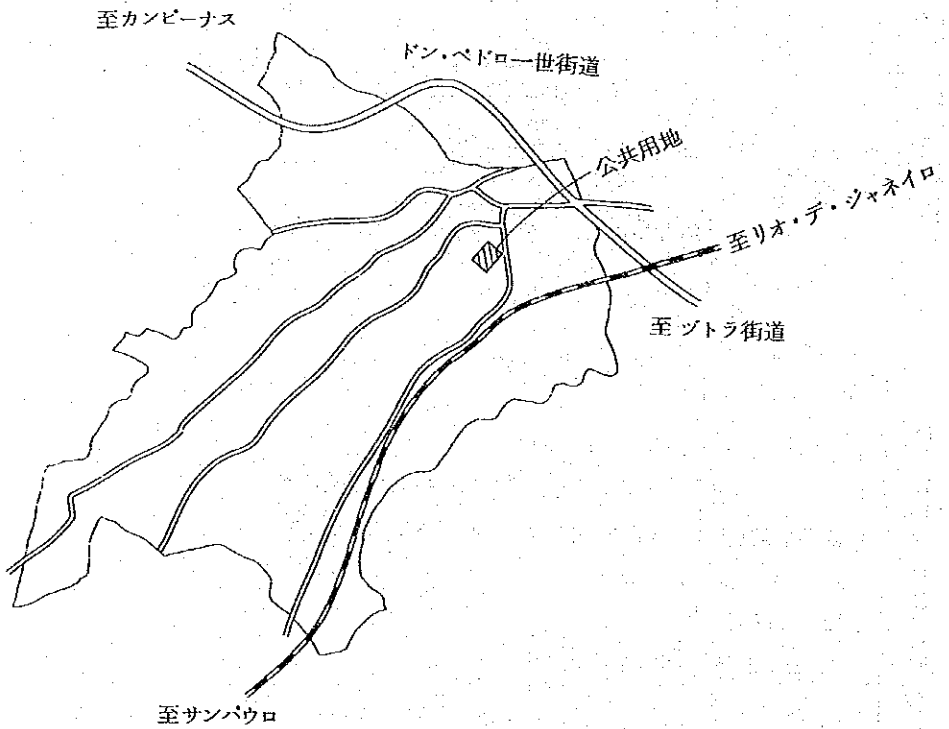 至カンピーナス
ドン・ペドロ一世街道
公共用地
至リオ・デ・ジャネイロ
至ヅトラ街道
至サンパウロ